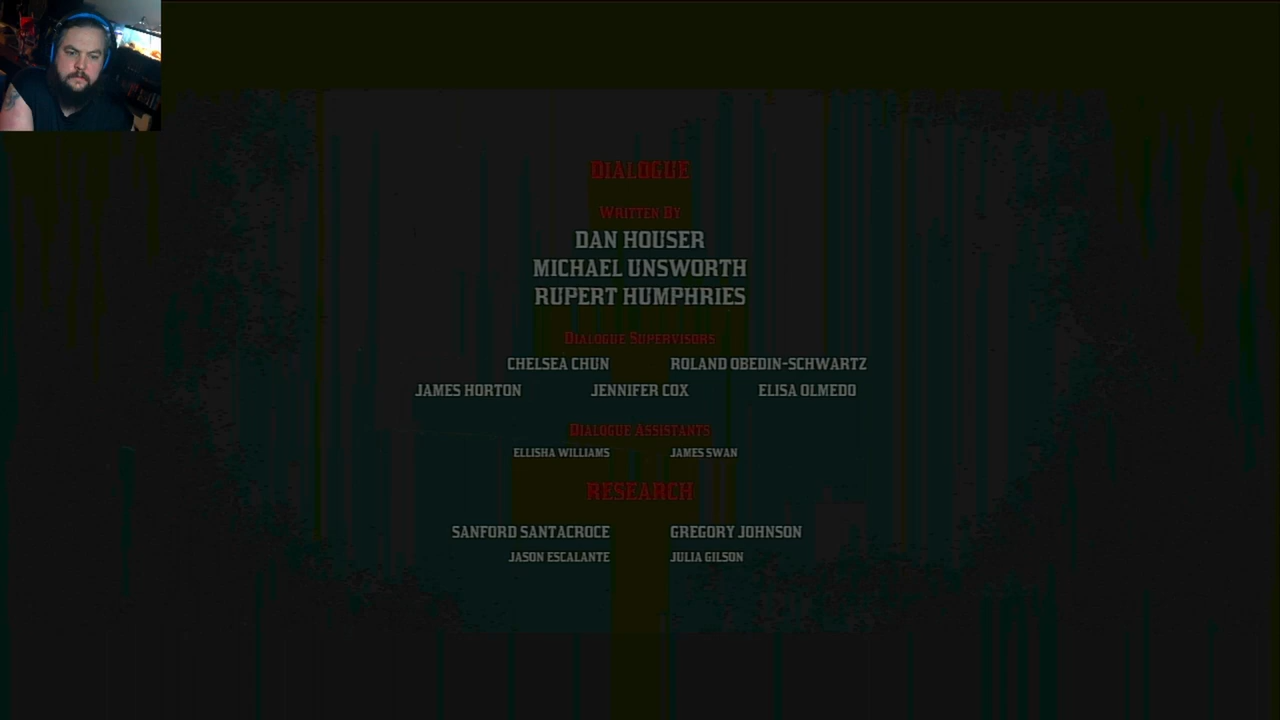 DIALOGUE
WRITTEN BY
DAN HOUSER
MICHAEL UNSWORTH
RUPERT HUMPHRIES
DIALOGUE SUPERVISORS
CHELSEA CHUN ROLAND OBEDIN-SCHWARTZ
JAMES HORTON JENNIFER COX ELISA OLMEDO
DIALOGUE ASSISTANTS
ELLISHA WILLIAMS JAMES SWAN
RESEARCH
SANFORD SANTACROCE GREGORY JOHNSON
JASON ESCALANTE JULIA GILSON